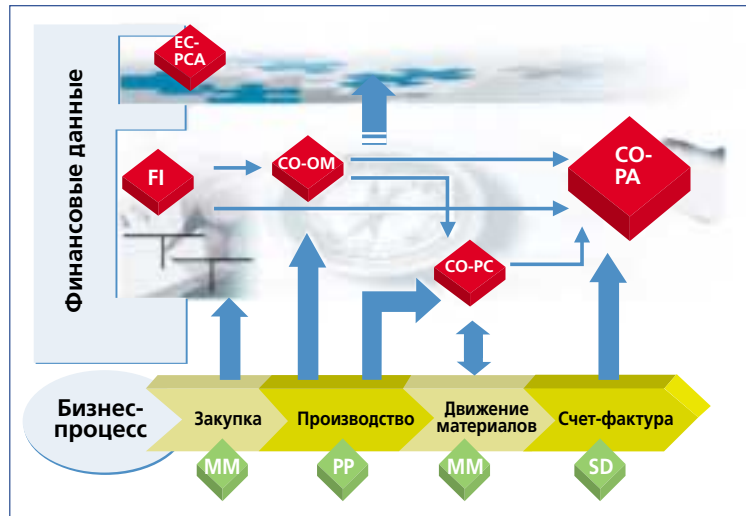 Финансовые данные
EC-
PCA
FI
CO-OM
CO-
PA
CO-PC
Бизнес-
процесс
Закупка
Производство
Движение
материалов
Счет-фактура
MM
PP
MM
SD